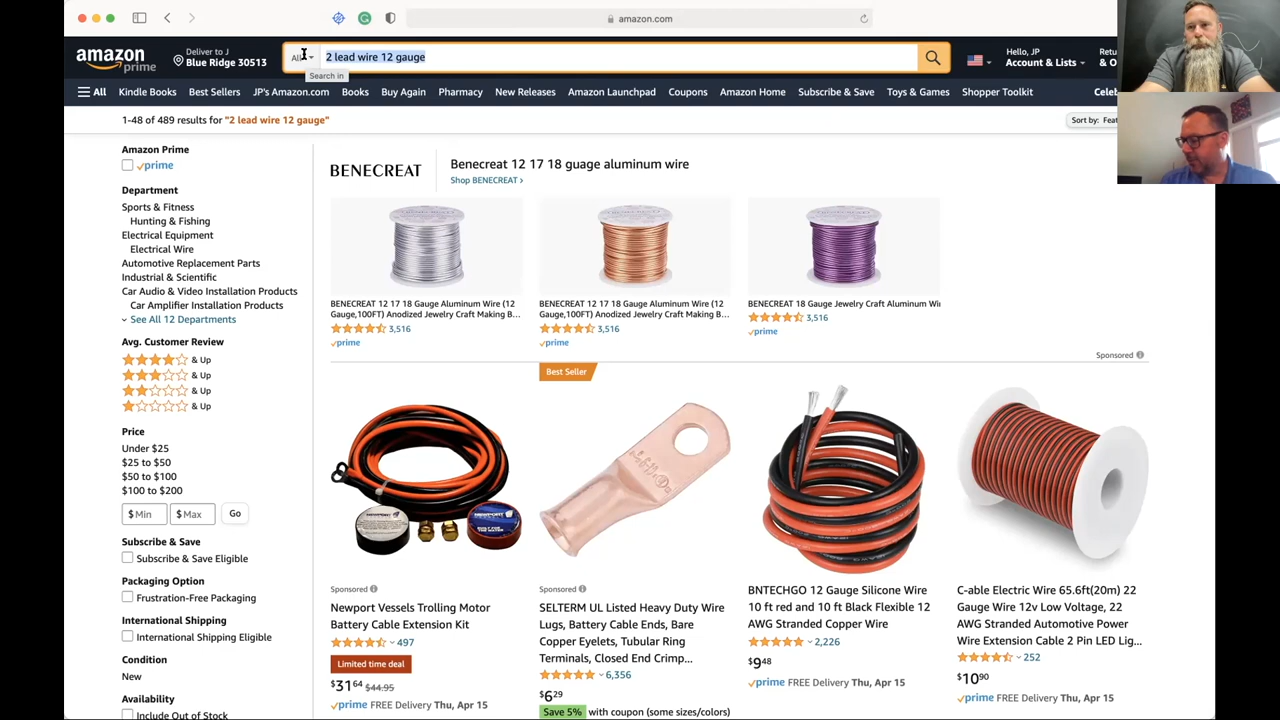 amazon.com
amazon
prime
Deliver to J
Blue Ridge 30513
All
2 lead wire 12 gauge
Search in
Hello, JP
Account & Lists
Retu
& O
All
Kindle Books
Best Sellers
JP's Amazon.com
Books
Buy Again
Pharmacy
New Releases
Amazon Launchpad
Coupons
Amazon Home
Subscribe & Save
Toys & Games
Shopper Toolkit
Celeb
1-48 of 489 results for "2 lead wire 12 gauge"
Sort by: Feat
Amazon Prime
prime
Department
Sports & Fitness
Hunting & Fishing
Electrical Equipment
Electrical Wire
Automotive Replacement Parts
Industrial & Scientific
Car Audio & Video Installation Products
Car Amplifier Installation Products
See All 12 Departments
Avg. Customer Review
& Up
& Up
& Up
& Up
Price
Under $25
$25 to $50
$50 to $100
$100 to $200
$ Min
$ Max
Go
Subscribe & Save
Subscribe & Save Eligible
Packaging Option
Frustration-Free Packaging
International Shipping
International Shipping Eligible
Condition
New
Availability
Include Out of Stock
BENECREAT
Benecreat 12 17 18 guage aluminum wire
Shop BENECREAT ›
BENECREAT 12 17 18 Gauge Aluminum Wire (12
Gauge,100FT) Anodized Jewelry Craft Making B...
3,516
prime
BENECREAT 12 17 18 Gauge Aluminum Wire (12
Gauge,100FT) Anodized Jewelry Craft Making B...
3,516
prime
BENECREAT 18 Gauge Jewelry Craft Aluminum Wir
3,516
prime
Sponsored
Sponsored
Newport Vessels Trolling Motor
Battery Cable Extension Kit
497
Limited time deal
$31 64 $44.95
prime FREE Delivery Thu, Apr 15
Best Seller
Sponsored
SELTERM UL Listed Heavy Duty Wire
Lugs, Battery Cable Ends, Bare
Copper Eyelets, Tubular Ring
Terminals, Closed End Crimp...
6,356
$6 29
Save 5% with coupon (some sizes/colors)
BNTECHGO 12 Gauge Silicone Wire
10 ft red and 10 ft Black Flexible 12
AWG Stranded Copper Wire
2,226
$9 48
prime FREE Delivery Thu, Apr 15
C-able Electric Wire 65.6ft(20m) 22
Gauge Wire 12v Low Voltage, 22
AWG Stranded Automotive Power
Wire Extension Cable 2 Pin LED Lig...
252
$10 90
prime FREE Delivery Thu, Apr 15